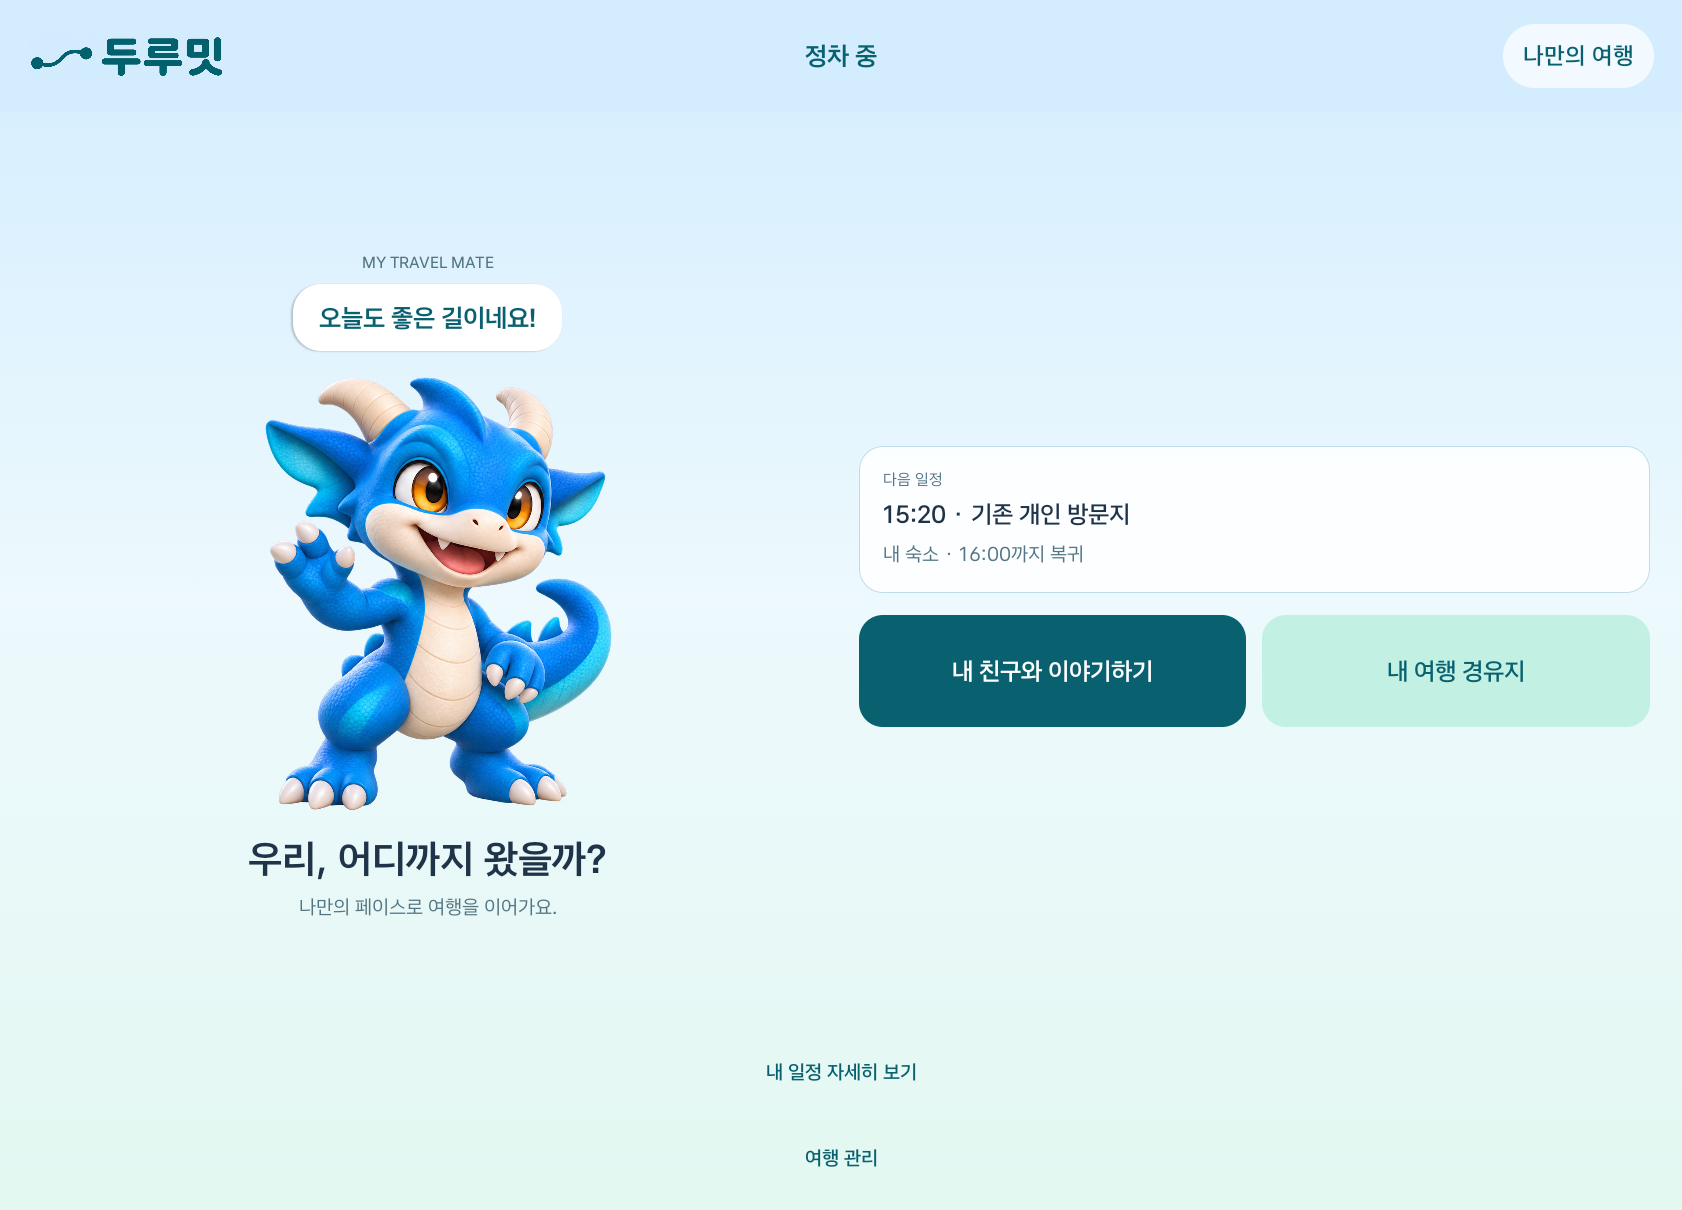 두루밋
정차 중
나만의 여행
MY TRAVEL MATE
오늘도 좋은 길이네요!
우리, 어디까지 왔을까?
나만의 페이스로 여행을 이어가요.
다음 일정
15:20 · 기존 개인 방문지
내 숙소 · 16:00까지 복귀
내 친구와 이야기하기
내 여행 경유지
내 일정 자세히 보기
여행 관리